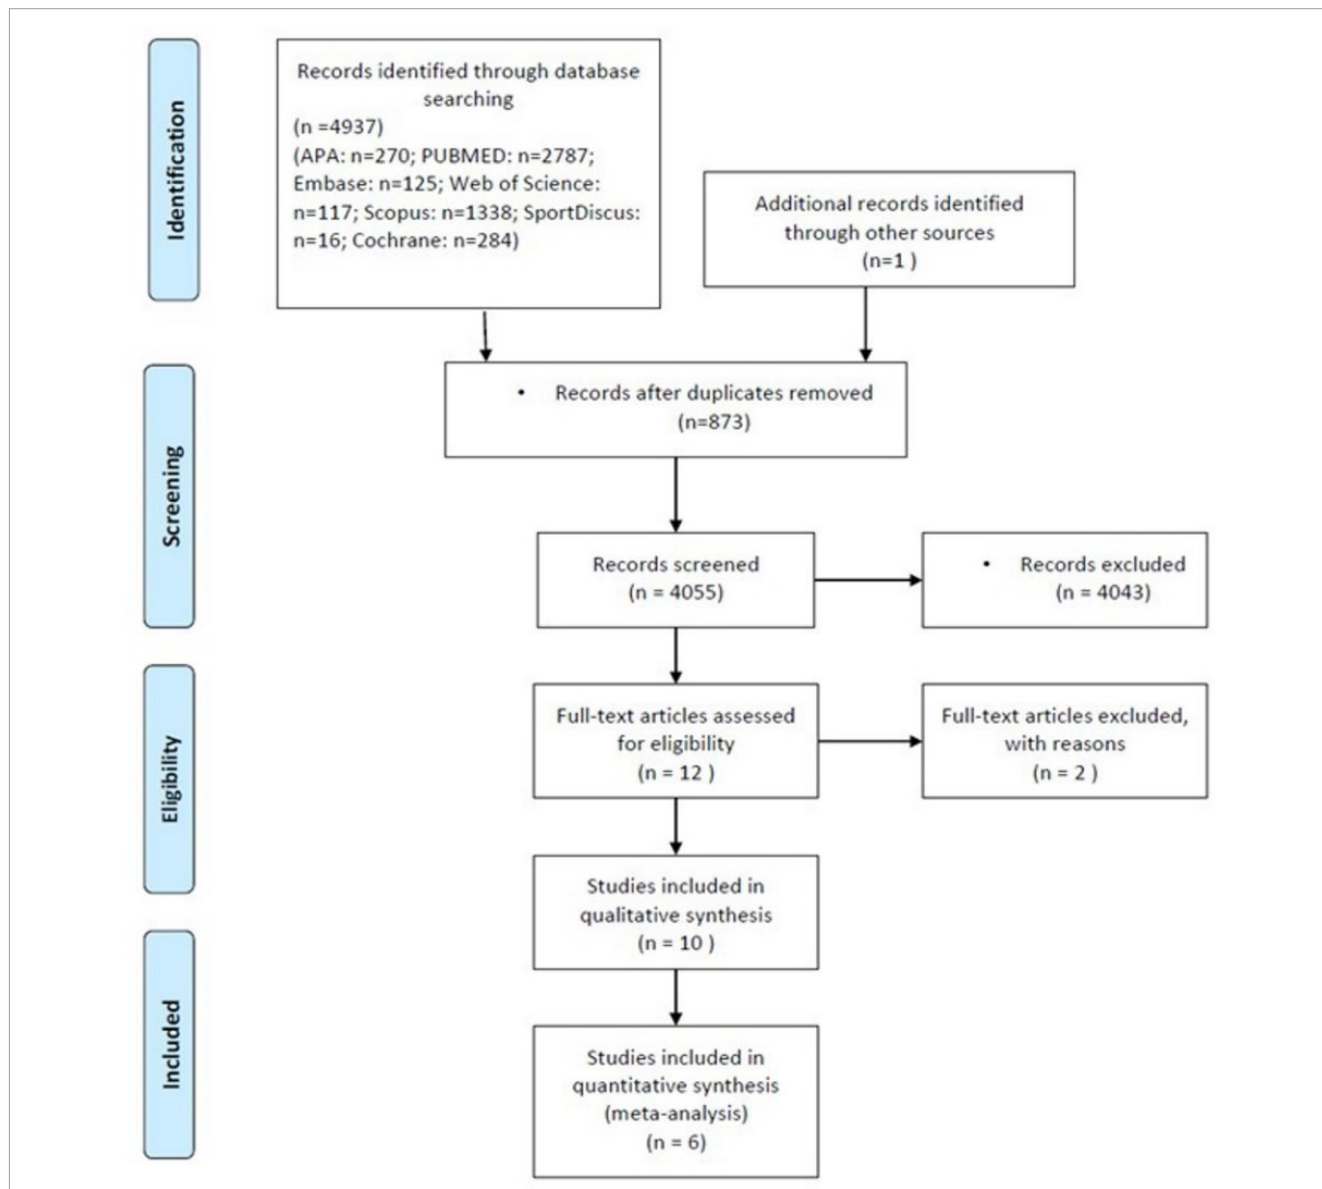 Identification
Records identified through database
searching
(n =4937)
(APA: n=270; PUBMED: n=2787;
Embase: n=125; Web of Science:
n=117; Scopus: n=1338; SportDiscus:
n=16; Cochrane: n=284)
Additional records identified
through other sources
(n=1 )
Screening
• Records after duplicates removed
(n=873)
Records screened
(n = 4055)
• Records excluded
(n = 4043)
Eligibility
Full-text articles assessed
for eligibility
(n = 12 )
Full-text articles excluded,
with reasons
(n = 2 )
Studies included in
qualitative synthesis
(n = 10 )
Included
Studies included in
quantitative synthesis
(meta-analysis)
(n = 6)